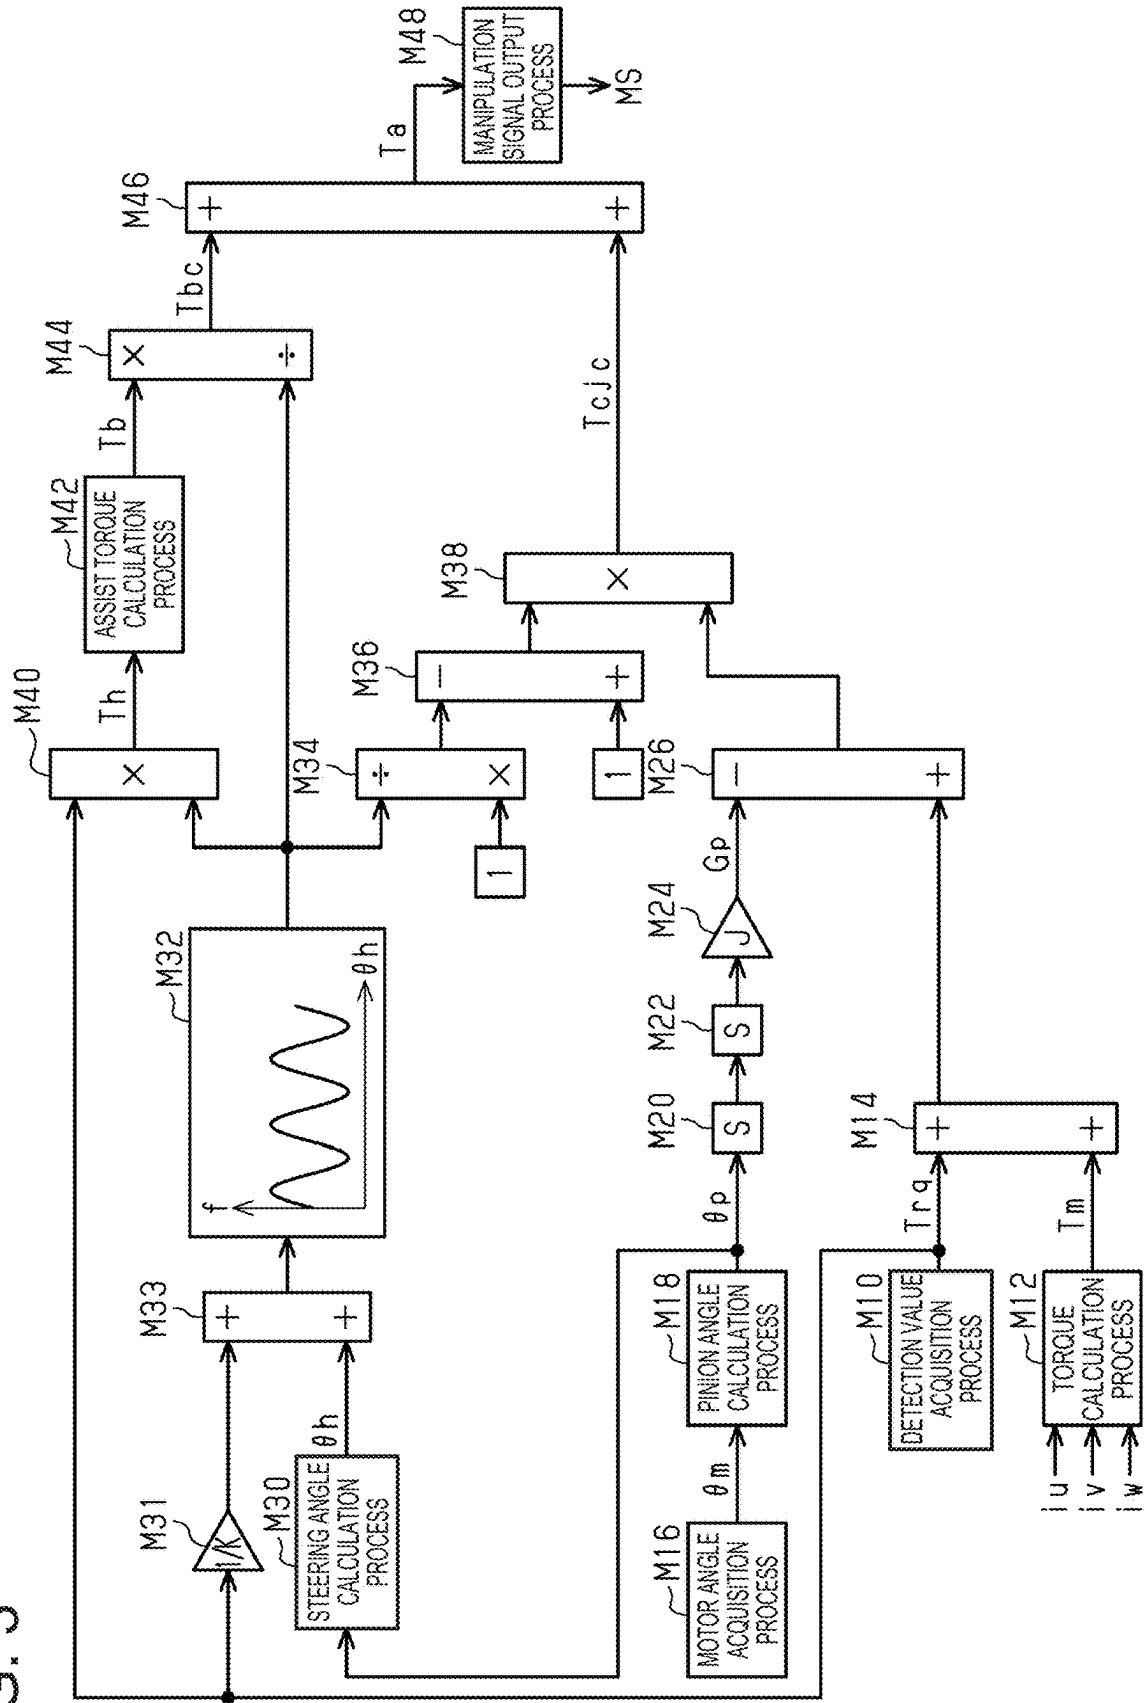 M48
MANIPULATION
SIGNAL OUTPUT
PROCESS
MS
Ta
M46
+
+
Tbc
M44
×
÷
Tcjc
Tb
M42
ASSIST TORQUE
CALCULATION
PROCESS
M38
×
M36
−
+
Th
M40
×
M34
÷
×
1
1
M26
−
+
Gp
M24
J
M32
f
θh
M22
S
M20
S
M14
+
+
θp
Trq
Tm
M33
+
+
M18
PINION ANGLE
CALCULATION
PROCESS
M10
DETECTION VALUE
ACQUISITION
PROCESS
M12
TORQUE
CALCULATION
PROCESS
θh
θm
iu
iv
iw
M31
1/K
M30
STEERING ANGLE
CALCULATION
PROCESS
M16
MOTOR ANGLE
ACQUISITION
PROCESS